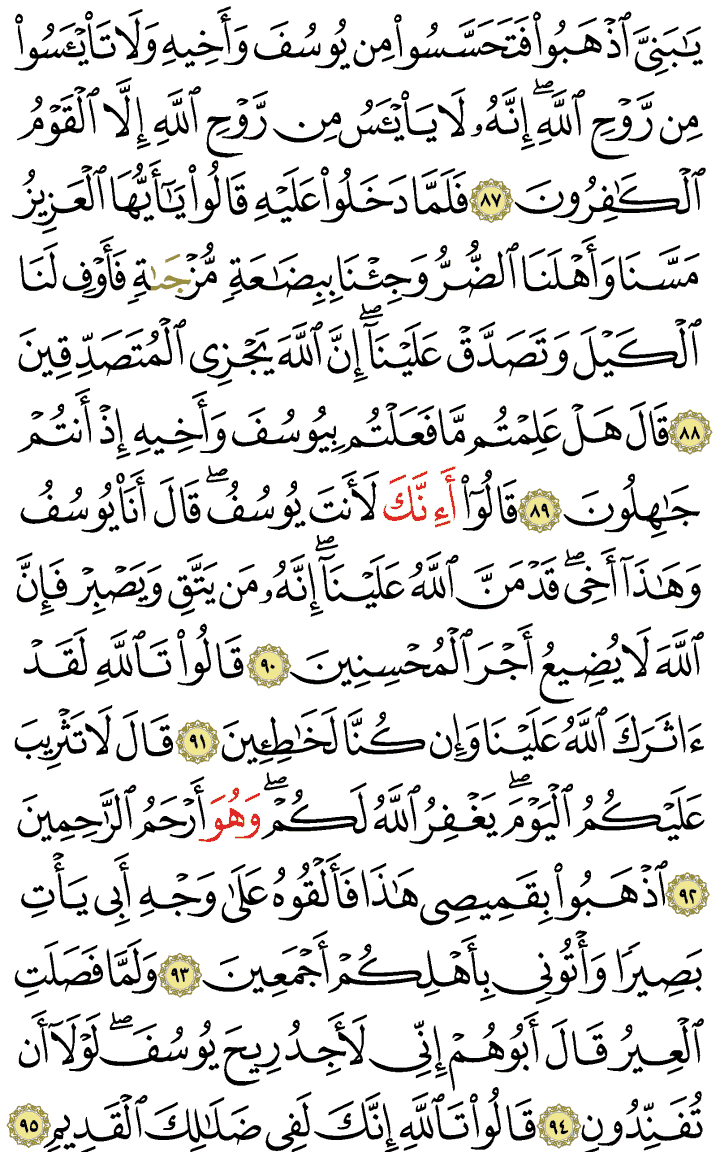 يَٰبَنِيَّ ٱذۡهَبُواْ فَتَحَسَّسُواْ مِن يُوسُفَ وَأَخِيهِ وَلَا تَاْيۡـَٔسُواْ
مِن رَّوۡحِ ٱللَّهِۖ إِنَّهُۥ لَا يَاْيۡـَٔسُ مِن رَّوۡحِ ٱللَّهِ إِلَّا ٱلۡقَوۡمُ
ٱلۡكَٰفِرُونَ ٨٧ فَلَمَّا دَخَلُواْ عَلَيۡهِ قَالُواْ يَٰٓأَيُّهَا ٱلۡعَزِيزُ
مَسَّنَا وَأَهۡلَنَا ٱلضُّرُّ وَجِئۡنَا بِبِضَٰعَةٖ مُّزۡجَىٰةٖ فَأَوۡفِ لَنَا
ٱلۡكَيۡلَ وَتَصَدَّقۡ عَلَيۡنَآۖ إِنَّ ٱللَّهَ يَجۡزِي ٱلۡمُتَصَدِّقِينَ
٨٨ قَالَ هَلۡ عَلِمۡتُم مَّا فَعَلۡتُم بِيُوسُفَ وَأَخِيهِ إِذۡ أَنتُمۡ
جَٰهِلُونَ ٨٩ قَالُوٓاْ أَءِنَّكَ لَأَنتَ يُوسُفُۖ قَالَ أَنَا۠ يُوسُفُ
وَهَٰذَآ أَخِيۖ قَدۡ مَنَّ ٱللَّهُ عَلَيۡنَآۖ إِنَّهُۥ مَن يَتَّقِ وَيَصۡبِرۡ فَإِنَّ
ٱللَّهَ لَا يُضِيعُ أَجۡرَ ٱلۡمُحۡسِنِينَ ٩٠ قَالُواْ تَٱللَّهِ لَقَدۡ
ءَاثَرَكَ ٱللَّهُ عَلَيۡنَا وَإِن كُنَّا لَخَٰطِـِٔينَ ٩١ قَالَ لَا تَثۡرِيبَ
عَلَيۡكُمُ ٱلۡيَوۡمَۖ يَغۡفِرُ ٱللَّهُ لَكُمۡۖ وَهُوَ أَرۡحَمُ ٱلرَّٰحِمِينَ
٩٢ ٱذۡهَبُواْ بِقَمِيصِي هَٰذَا فَأَلۡقُوهُ عَلَىٰ وَجۡهِ أَبِي يَأۡتِ
بَصِيرٗا وَأۡتُونِي بِأَهۡلِكُمۡ أَجۡمَعِينَ ٩٣ وَلَمَّا فَصَلَتِ
ٱلۡعِيرُ قَالَ أَبُوهُمۡ إِنِّي لَأَجِدُ رِيحَ يُوسُفَۖ لَوۡلَآ أَن
تُفَنِّدُونِ ٩٤ قَالُواْ تَٱللَّهِ إِنَّكَ لَفِي ضَلَٰلِكَ ٱلۡقَدِيمِ ٩٥